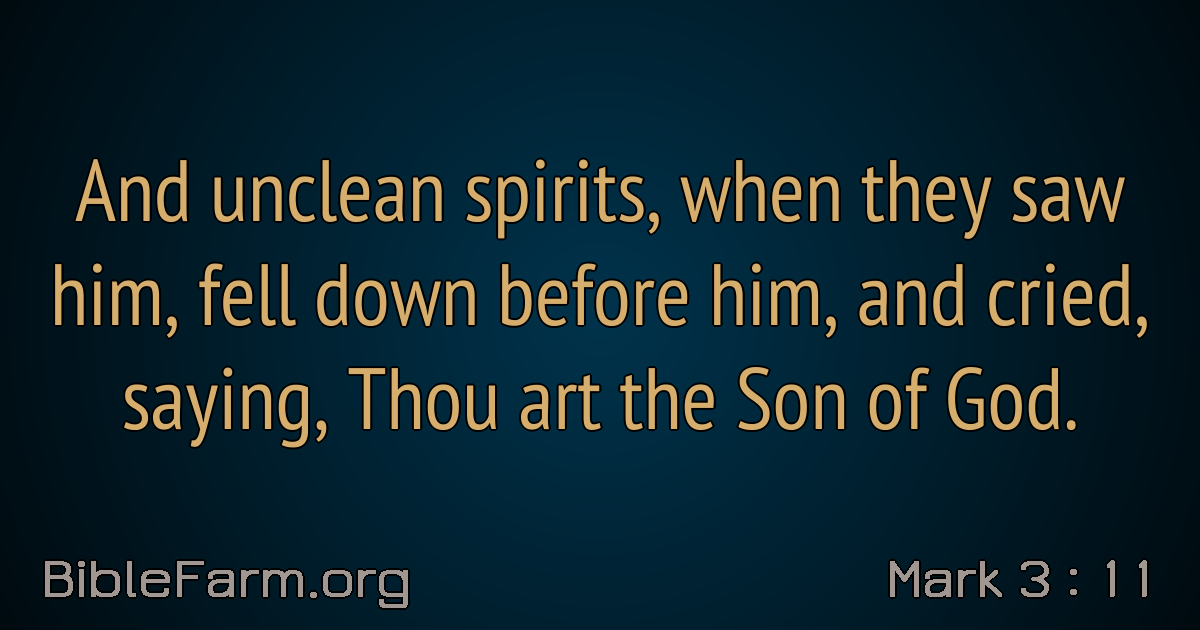 And unclean spirits, when they saw
him, fell down before him, and cried,
saying, Thou art the Son of God.
BibleFarm.org
Mark 3 : 11